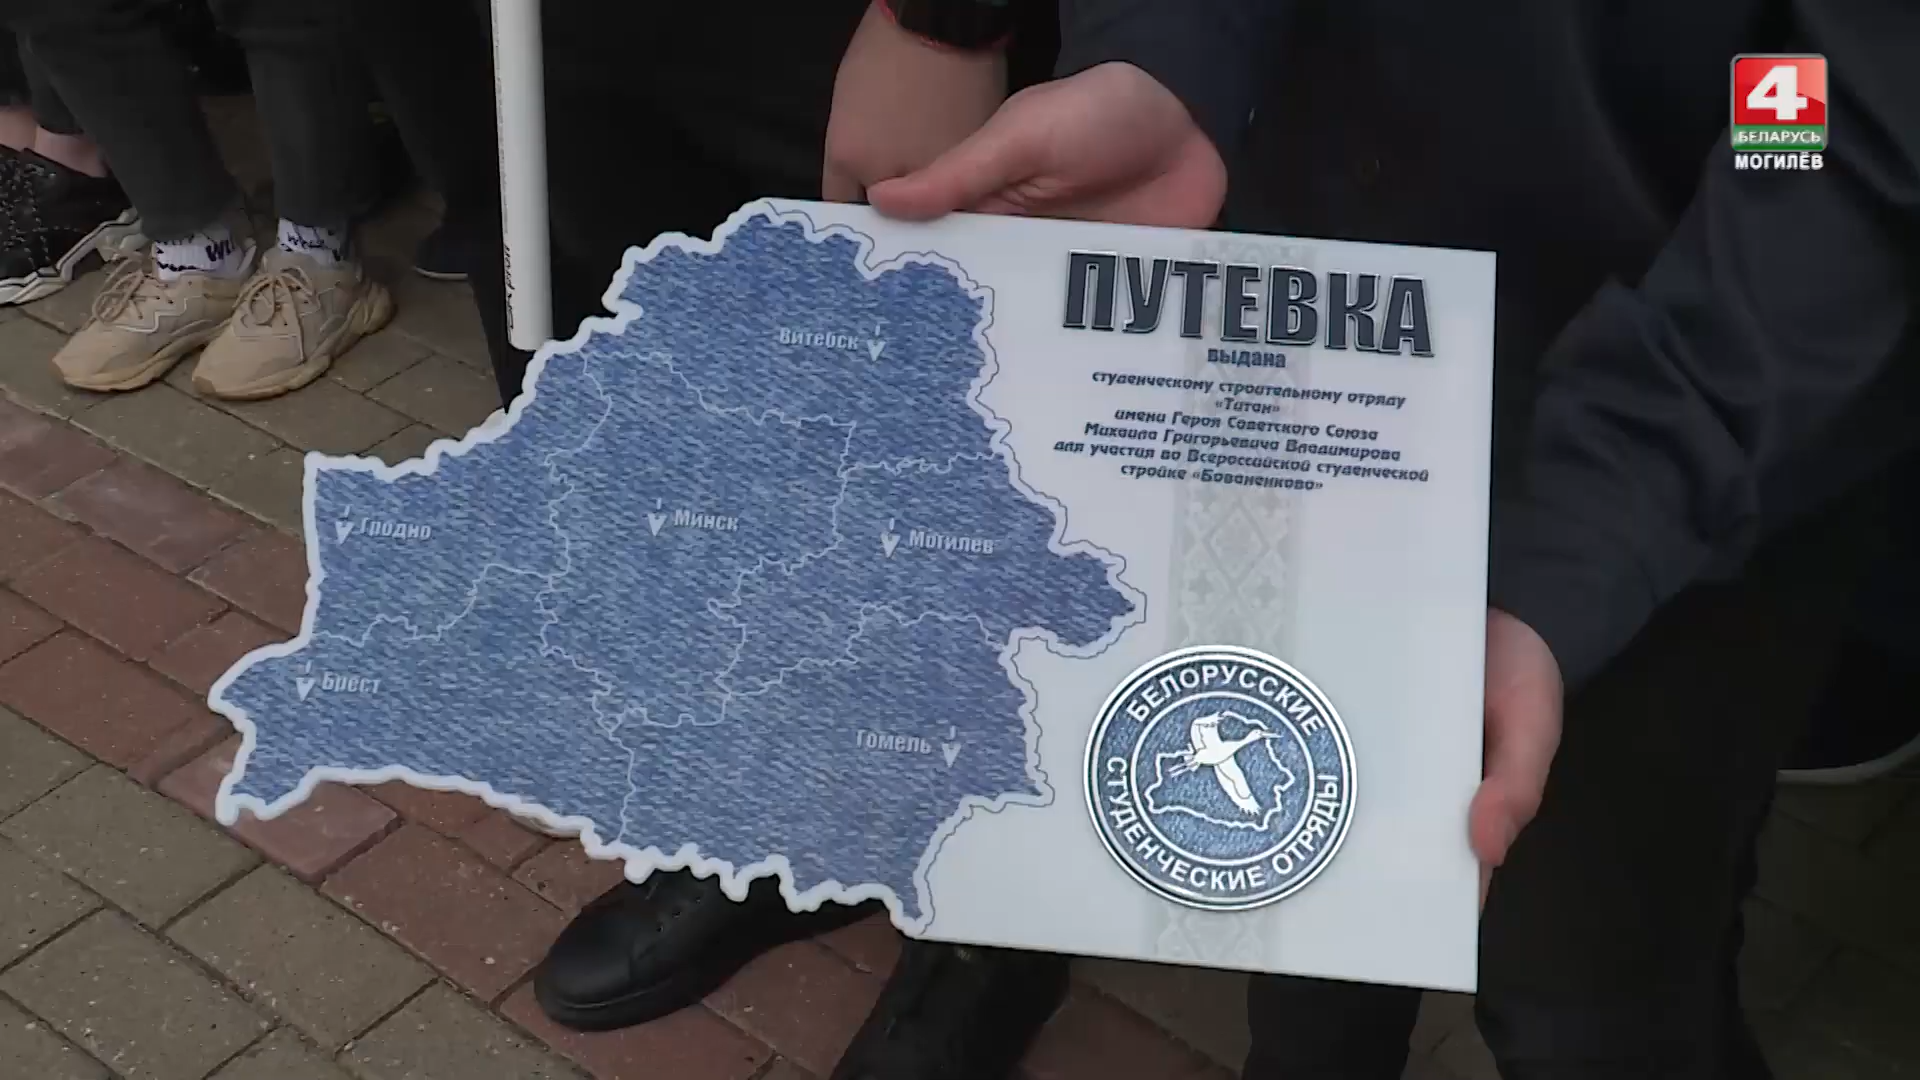 4
БЕЛАРУСЬ
МОГИЛЁВ
ПУТЕВКА
выдана
студенческому строительному отряду
«Титан»
имени Героя Советского Союза
Михаила Григорьевича Владимирова
для участия во Всероссийской студенческой
стройке «Бованенково»
Витебск
Гродно
Минск
Могилев
Брест
Гомель
БЕЛОРУССКИЕ
СТУДЕНЧЕСКИЕ ОТРЯДЫ